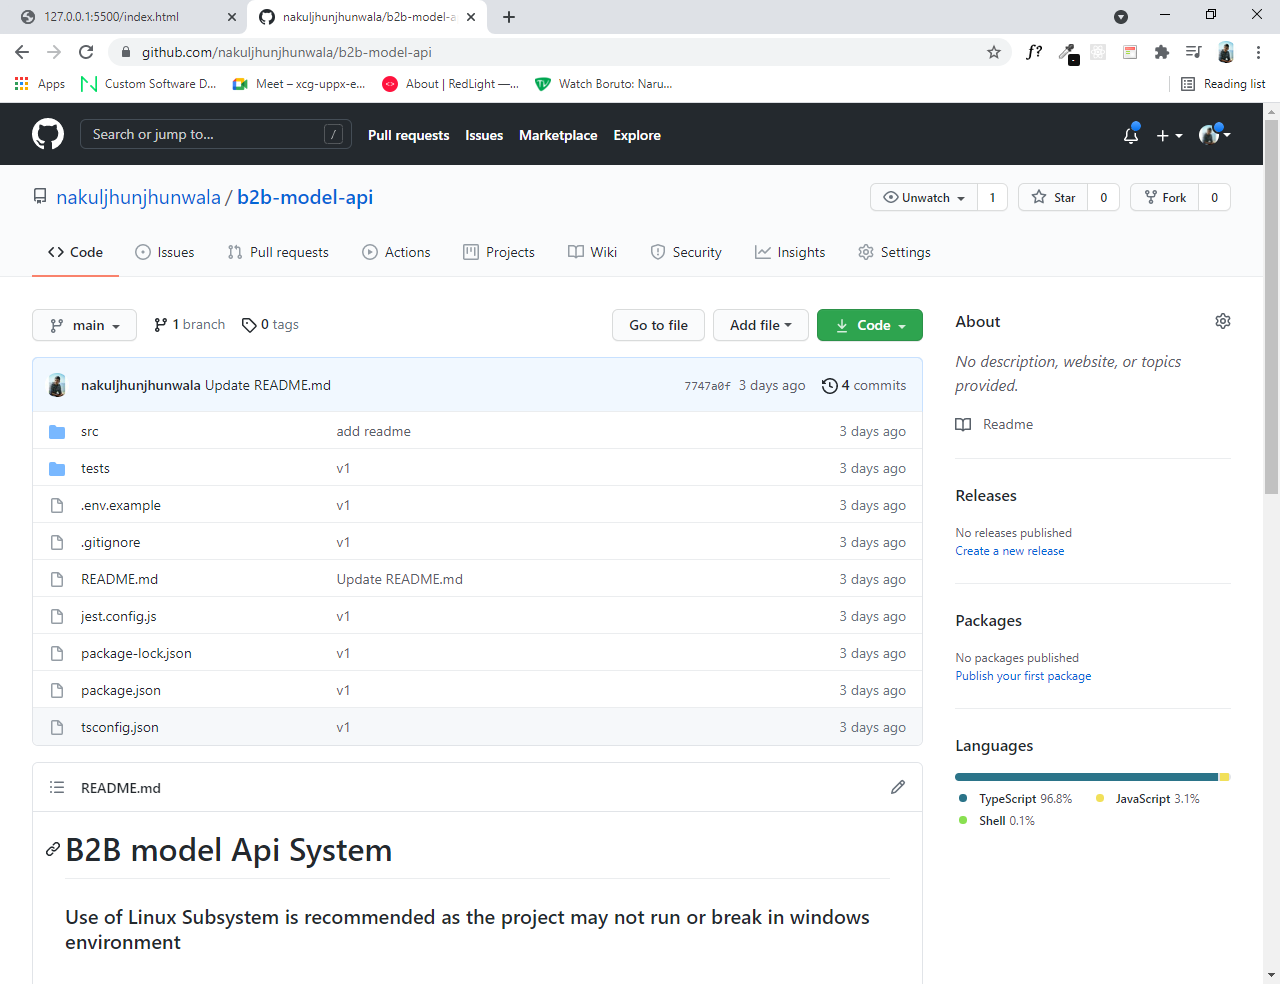 127.0.0.1:5500/index.html
nakuljhunjhunwala/b2b-model-a
github.com/nakuljhunjhunwala/b2b-model-api
f?
Apps
Custom Software D...
Meet – xcg-uppx-e...
About | RedLight —...
Watch Boruto: Naru...
Reading list
Search or jump to...
/
Pull requests
Issues
Marketplace
Explore
nakuljhunjhunwala / b2b-model-api
Unwatch
1
Star
0
Fork
0
Code
Issues
Pull requests
Actions
Projects
Wiki
Security
Insights
Settings
main
1 branch
0 tags
Go to file
Add file
Code
nakuljhunjhunwala Update README.md
7747a0f 3 days ago
4 commits
src
add readme
3 days ago
tests
v1
3 days ago
.env.example
v1
3 days ago
.gitignore
v1
3 days ago
README.md
Update README.md
3 days ago
jest.config.js
v1
3 days ago
package-lock.json
v1
3 days ago
package.json
v1
3 days ago
tsconfig.json
v1
3 days ago
README.md
B2B model Api System
Use of Linux Subsystem is recommended as the project may not run or break in windows
environment
About
No description, website, or topics
provided.
Readme
Releases
No releases published
Create a new release
Packages
No packages published
Publish your first package
Languages
TypeScript 96.8%
JavaScript 3.1%
Shell 0.1%